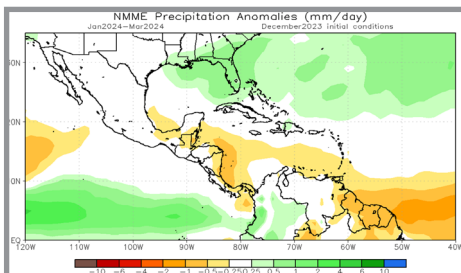 NMME Precipitation Anomalies (mm/day)
Jan2024-Mar2024 December2023 initial conditions
30N
20N
10N
EQ
120W 110W 100W 90W 80W 70W 60W 50W 40W
-10 -6 -4 -2 -1 -0.5-0.250.25 0.5 1 2 4 6 10